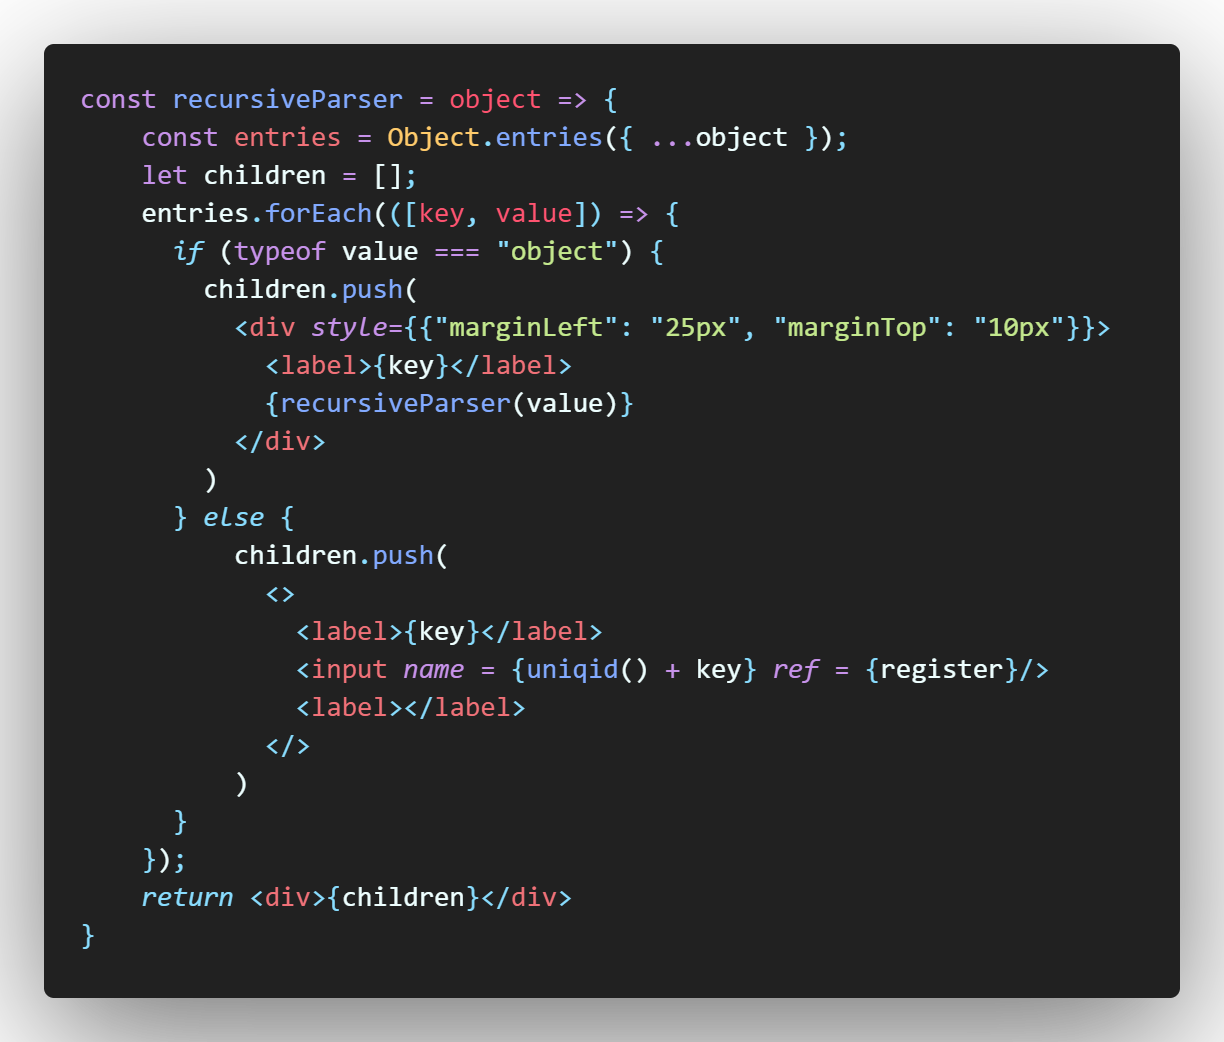 const recursiveParser = object => {
    const entries = Object.entries({ ...object });
    let children = [];
    entries.forEach(([key, value]) => {
      if (typeof value === "object") {
        children.push(
          <div style={{"marginLeft": "25px", "marginTop": "10px"}}>
            <label>{key}</label>
            {recursiveParser(value)}
          </div>
        )
      } else {
          children.push(
            <>
              <label>{key}</label>
              <input name = {uniqid() + key} ref = {register}/>
              <label></label>
            </>
          )
      }
    });
    return <div>{children}</div>
}